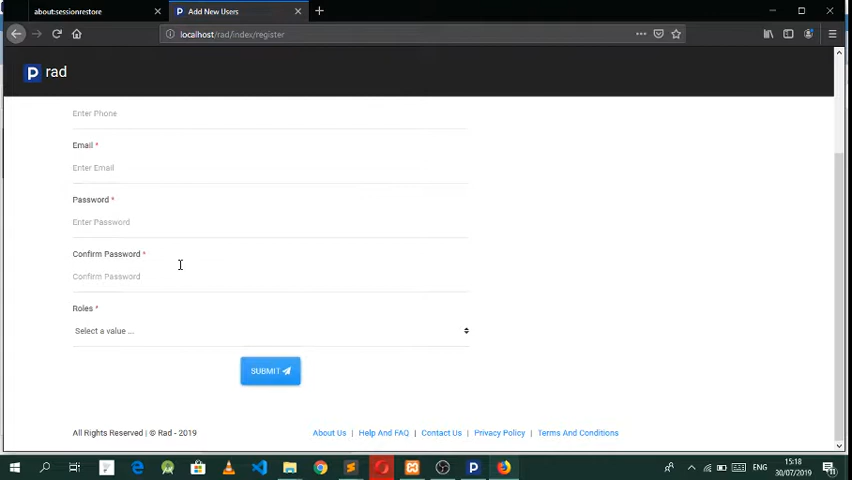 about:sessionrestore
Add New Users
localhost/rad/index/register
rad
Enter Phone
Email *
Enter Email
Password *
Enter Password
Confirm Password *
Confirm Password
Roles *
Select a value ...
SUBMIT
All Rights Reserved | © Rad - 2019
About Us | Help And FAQ | Contact Us | Privacy Policy | Terms And Conditions
ENG
15:18
30/07/2019